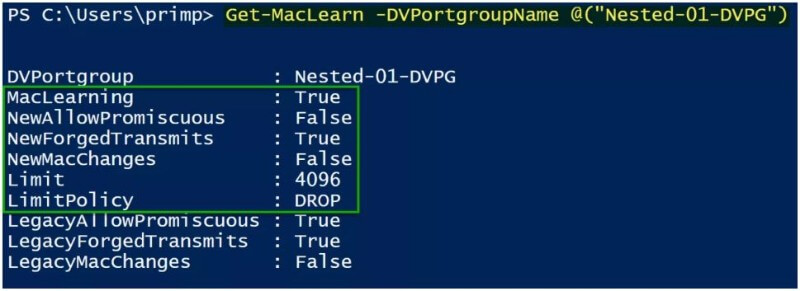 PS C:\Users\primp> Get-MacLearn -DVPortgroupName @("Nested-01-DVPG")
DVPortgroup : Nested-01-DVPG
MacLearning : True
NewAllowPromiscuous : False
NewForgedTransmits : True
NewMacChanges : False
Limit : 4096
LimitPolicy : DROP
LegacyAllowPromiscuous : True
LegacyForgedTransmits : True
LegacyMacChanges : False